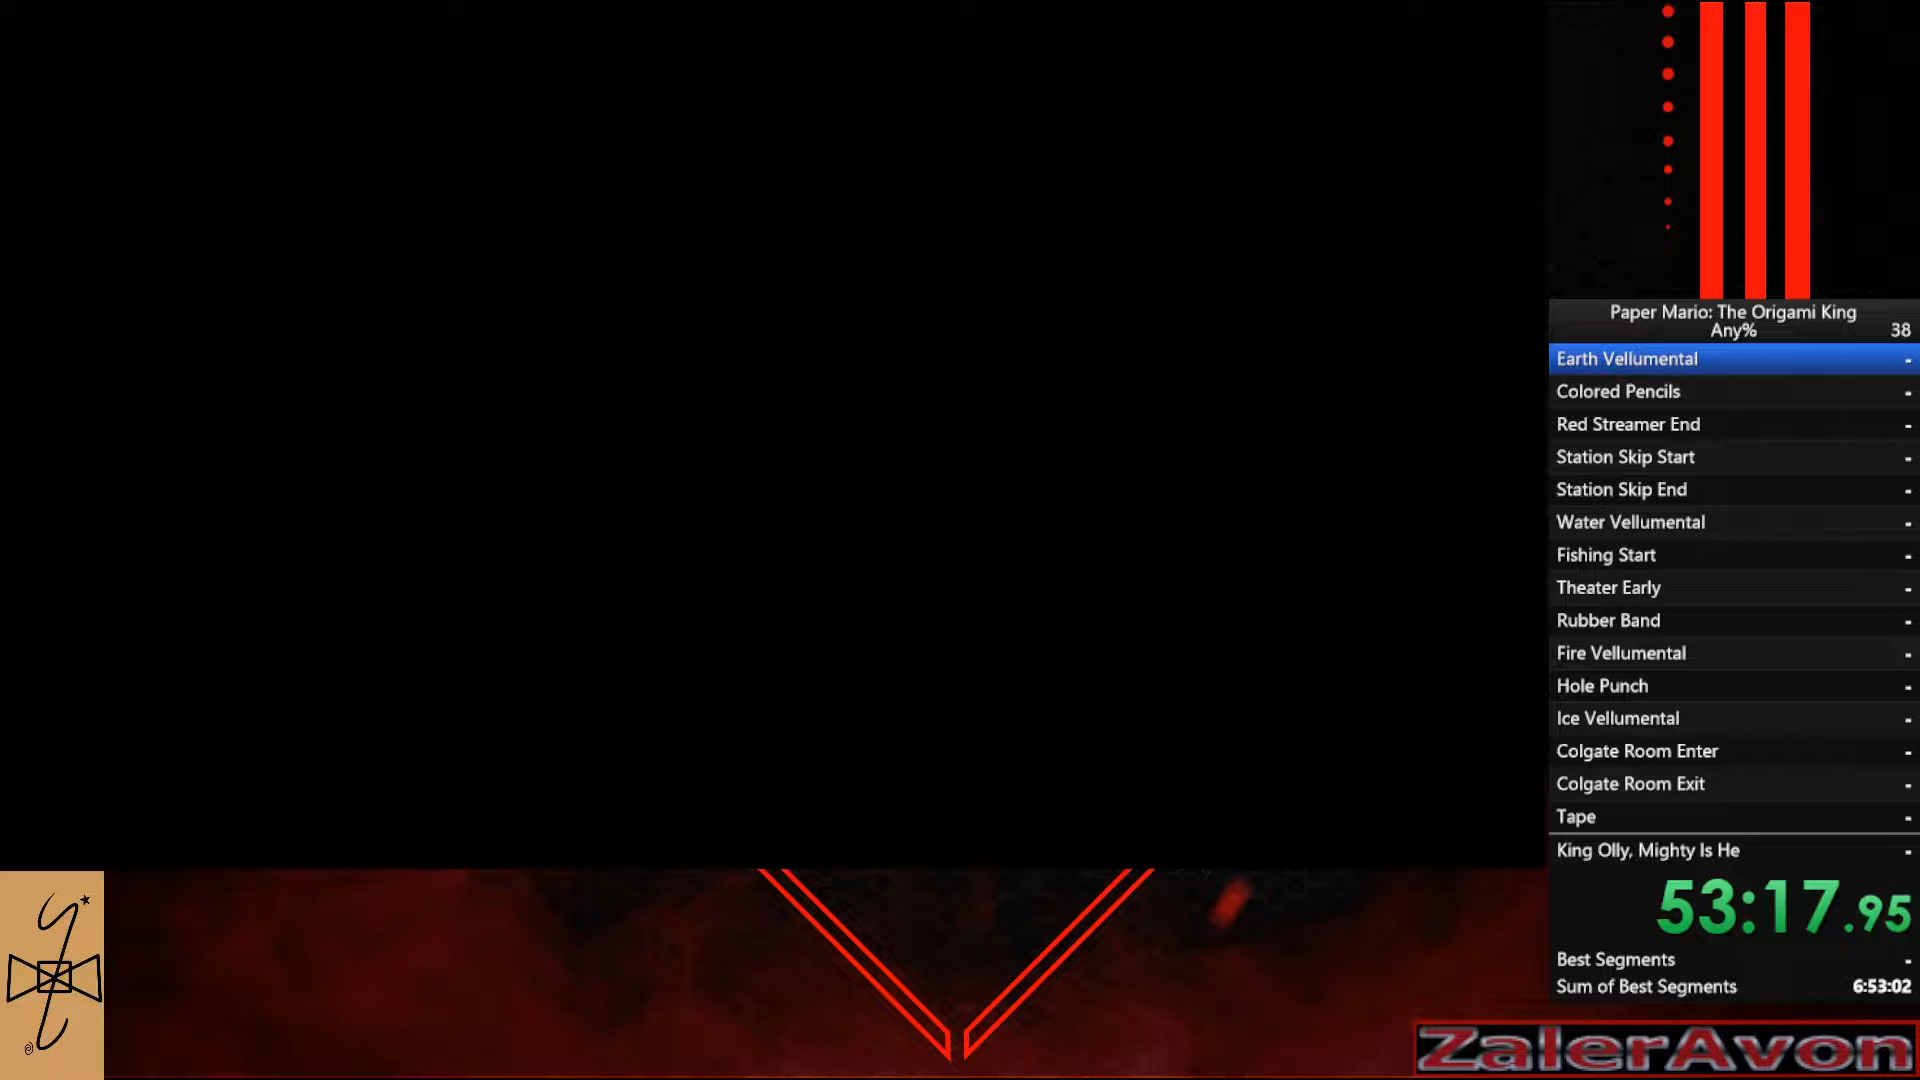 Paper Mario: The Origami King
Any% 38
Earth Vellumental -
Colored Pencils -
Red Streamer End -
Station Skip Start -
Station Skip End -
Water Vellumental -
Fishing Start -
Theater Early -
Rubber Band -
Fire Vellumental -
Hole Punch -
Ice Vellumental -
Colgate Room Enter -
Colgate Room Exit -
Tape -
King Olly, Mighty Is He -
53:17.95
Best Segments -
Sum of Best Segments 6:53:02
ZalerAvon